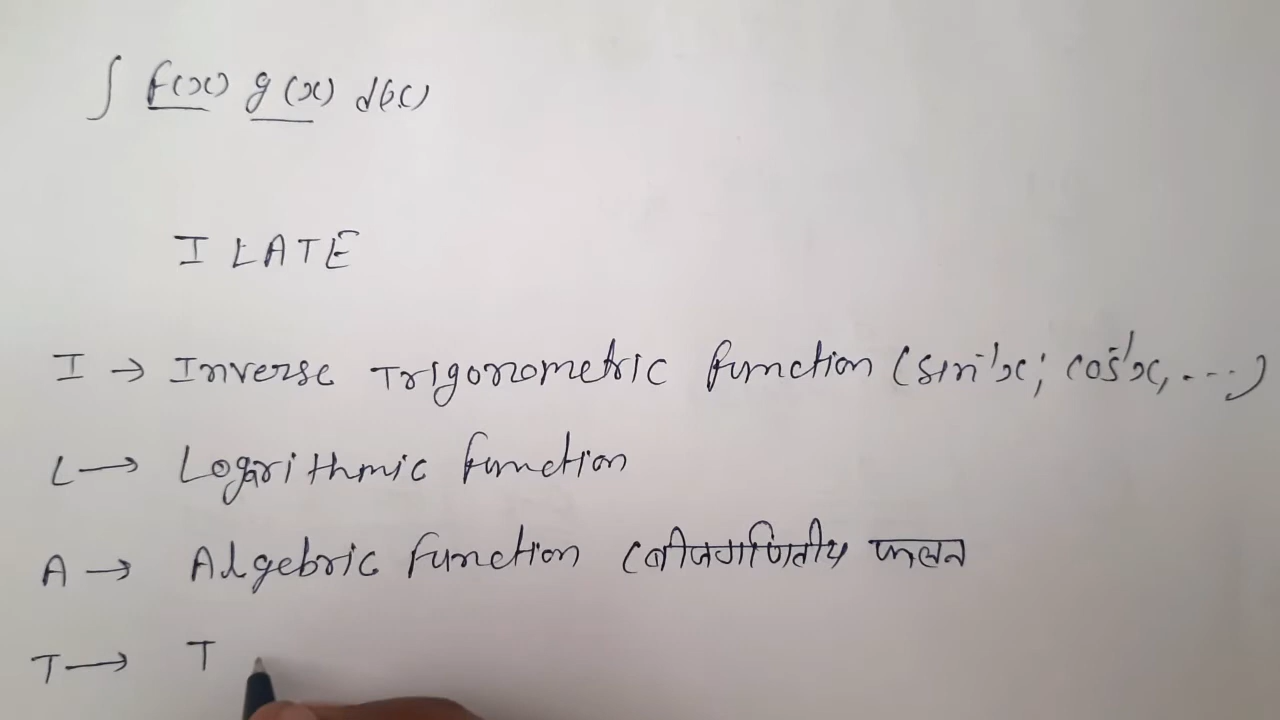 ∫ f(x) g(x) d(x)
I LATE
I → Inverse Trigonometric function (sin⁻¹x; cos⁻¹x, ...)
L → Logarithmic function
A → Algebric function (बीजगणितीय फलन
T → T